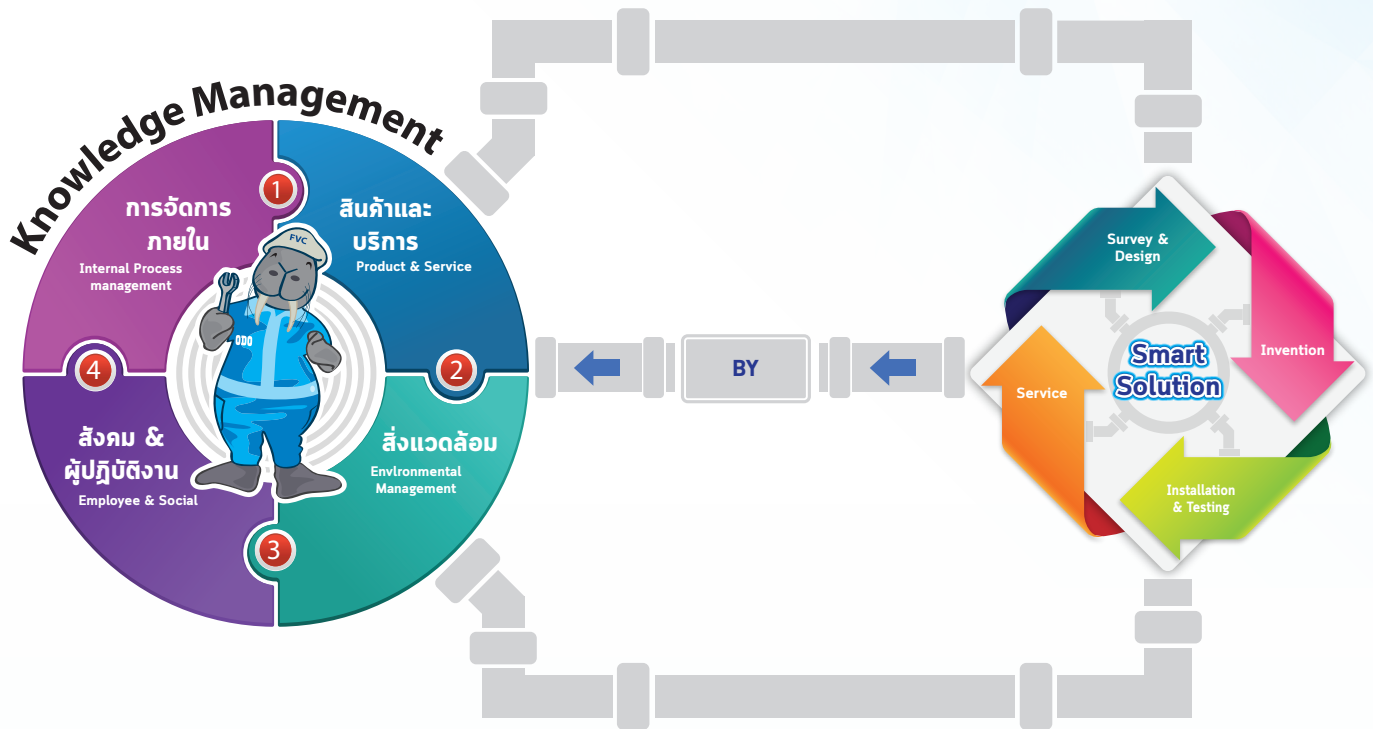 Knowledge Management
1
การจัดการ
ภายใน
Internal Process
management
สินค้าและ
บริการ
Product & Service
2
สิ่งแวดล้อม
Envlronmental
Management
3
4
สังคม &
ผู้ปฏิบัติงาน
Employee & Social
FVC
ODO
BY
Smart
Solution
Survey &
Design
Invention
Installation
& Testing
Service